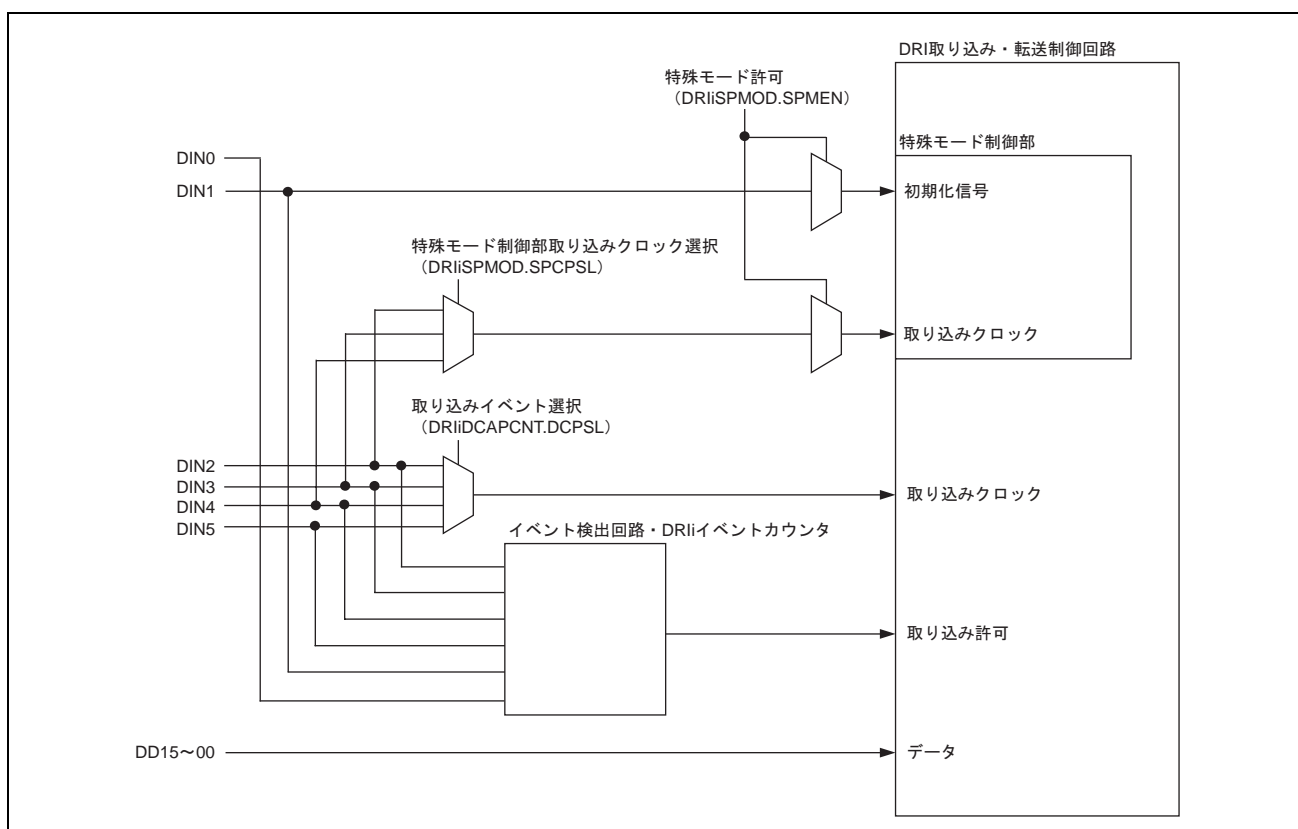 DRI取り込み・転送制御回路
特殊モード許可
（DRIiSPMOD.SPMEN）
特殊モード制御部
DIN0
DIN1
初期化信号
特殊モード制御部取り込みクロック選択
（DRIiSPMOD.SPCPSL）
取り込みクロック
取り込みイベント選択
（DRIiDCAPCNT.DCPSL）
DIN2
DIN3
DIN4
DIN5
取り込みクロック
イベント検出回路・DRIiイベントカウンタ
取り込み許可
DD15～00
データ